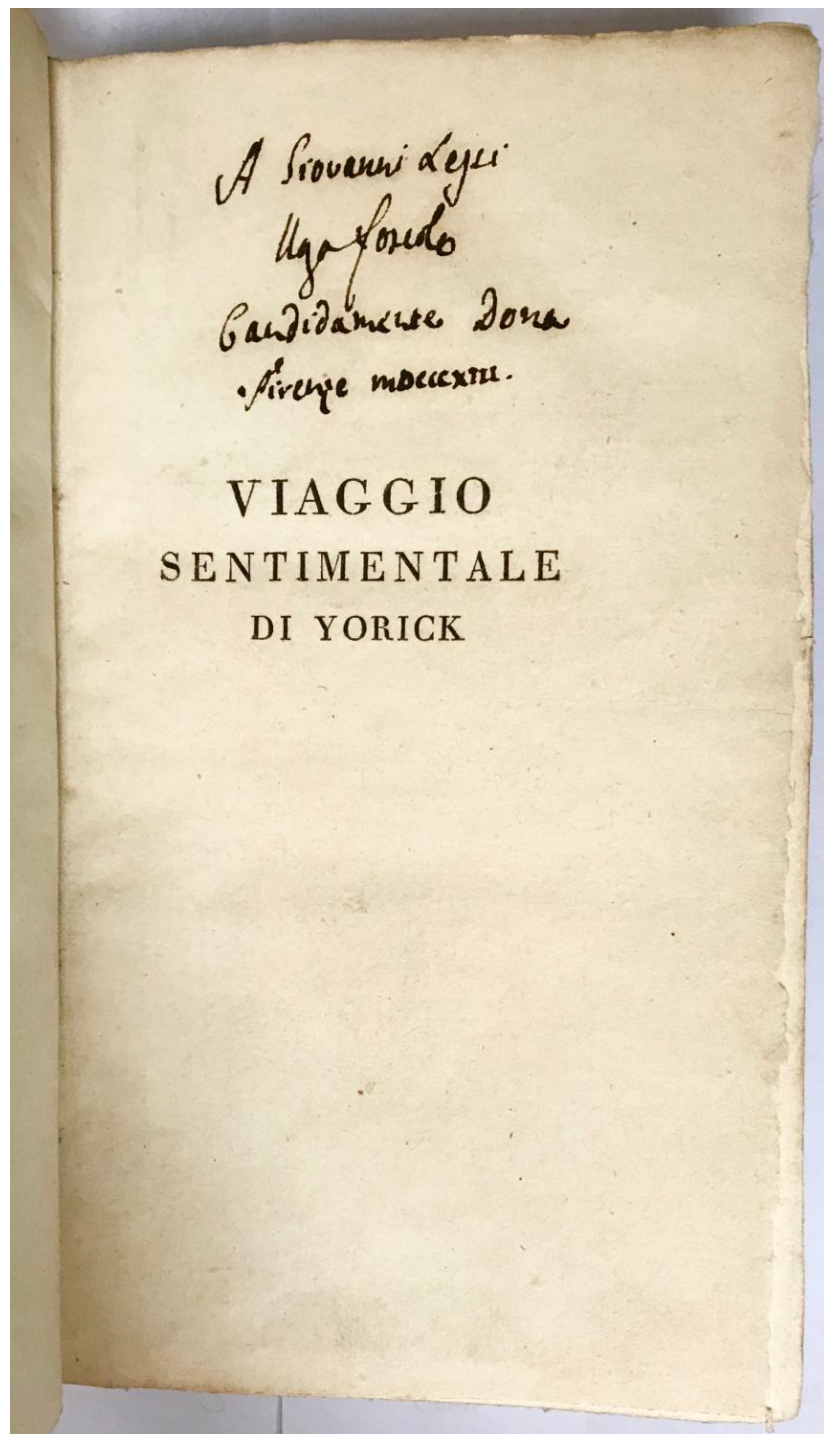 A Giovanni Lessi
Ugo Foscolo
Candidamente Dona
Firenze MDCCCXIII.
VIAGGIO
SENTIMENTALE
DI YORICK